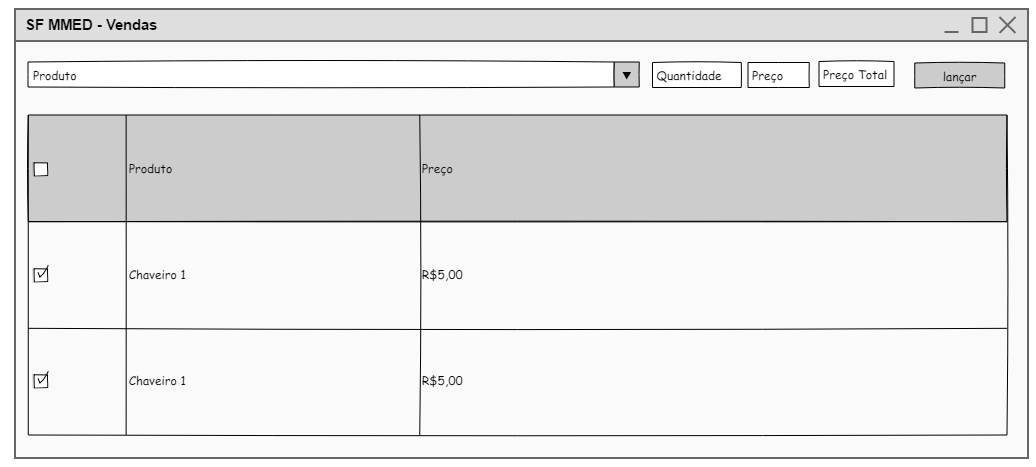 SF MMED - Vendas
Produto Quantidade Preço Preço Total lançar
Produto Preço
Chaveiro 1 R$5,00
Chaveiro 1 R$5,00